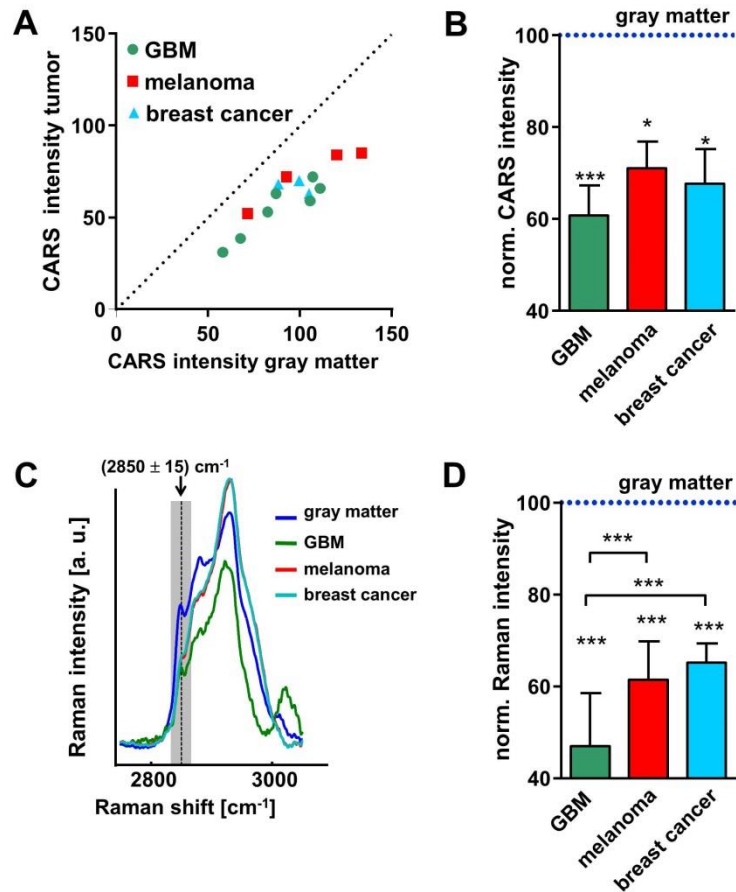 A
150
100
50
0
0
50
100
150
CARS intensity tumor
CARS intensity gray matter
GBM
melanoma
breast cancer
B
gray matter
100
80
60
40
norm. CARS intensity
***
*
*
GBM
melanoma
breast cancer
C
(2850 ± 15) cm⁻¹
gray matter
GBM
melanoma
breast cancer
Raman intensity [a. u.]
2800
3000
Raman shift [cm⁻¹]
D
gray matter
100
80
60
40
norm. Raman intensity
***
***
***
***
***
GBM
melanoma
breast cancer